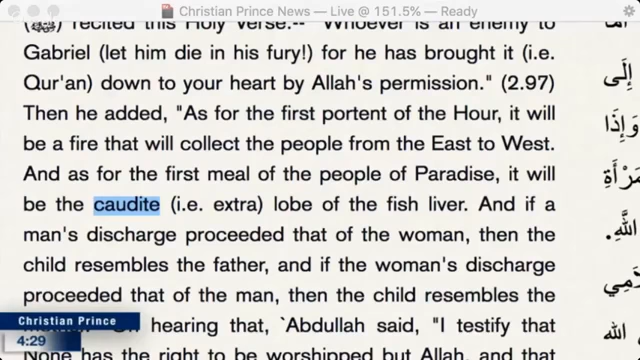 Christian Prince News — Live @ 151.5% — Ready
(ﷺ) recited this Holy Verse:-- "Whoever is an enemy to
Gabriel (let him die in his fury!) for he has brought it (i.e.
Qur'an) down to your heart by Allah's permission." (2.97)
Then he added, "As for the first portent of the Hour, it will
be a fire that will collect the people from the East to West.
And as for the first meal of the people of Paradise, it will
be the caudite (i.e. extra) lobe of the fish liver. And if a
man's discharge proceeded that of the woman, then the
child resembles the father, and if the woman's discharge
proceeded that of the man, then the child resembles the
hearing that, `Abdullah said, "I testify that
None has the right to be worshipped but Allah, and that
إِلَى
وَإِذَا
اللَّهِ.
الله
Christian Prince
4:29